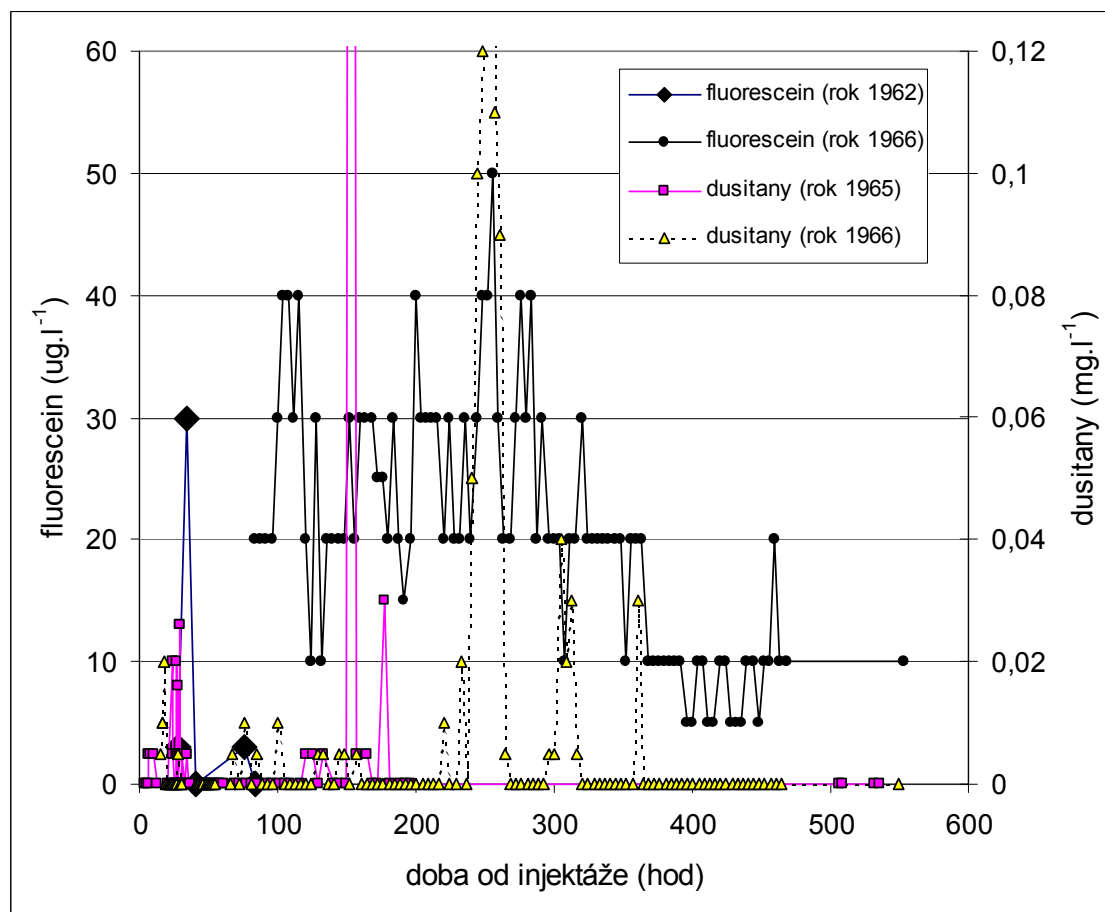 60
50
40
30
20
10
0
fluorescein (ug.l-1)
0,12
0,1
0,08
0,06
0,04
0,02
0
dusitany (mg.l-1)
fluorescein (rok 1962)
fluorescein (rok 1966)
dusitany (rok 1965)
dusitany (rok 1966)
0 100 200 300 400 500 600
doba od injektáže (hod)